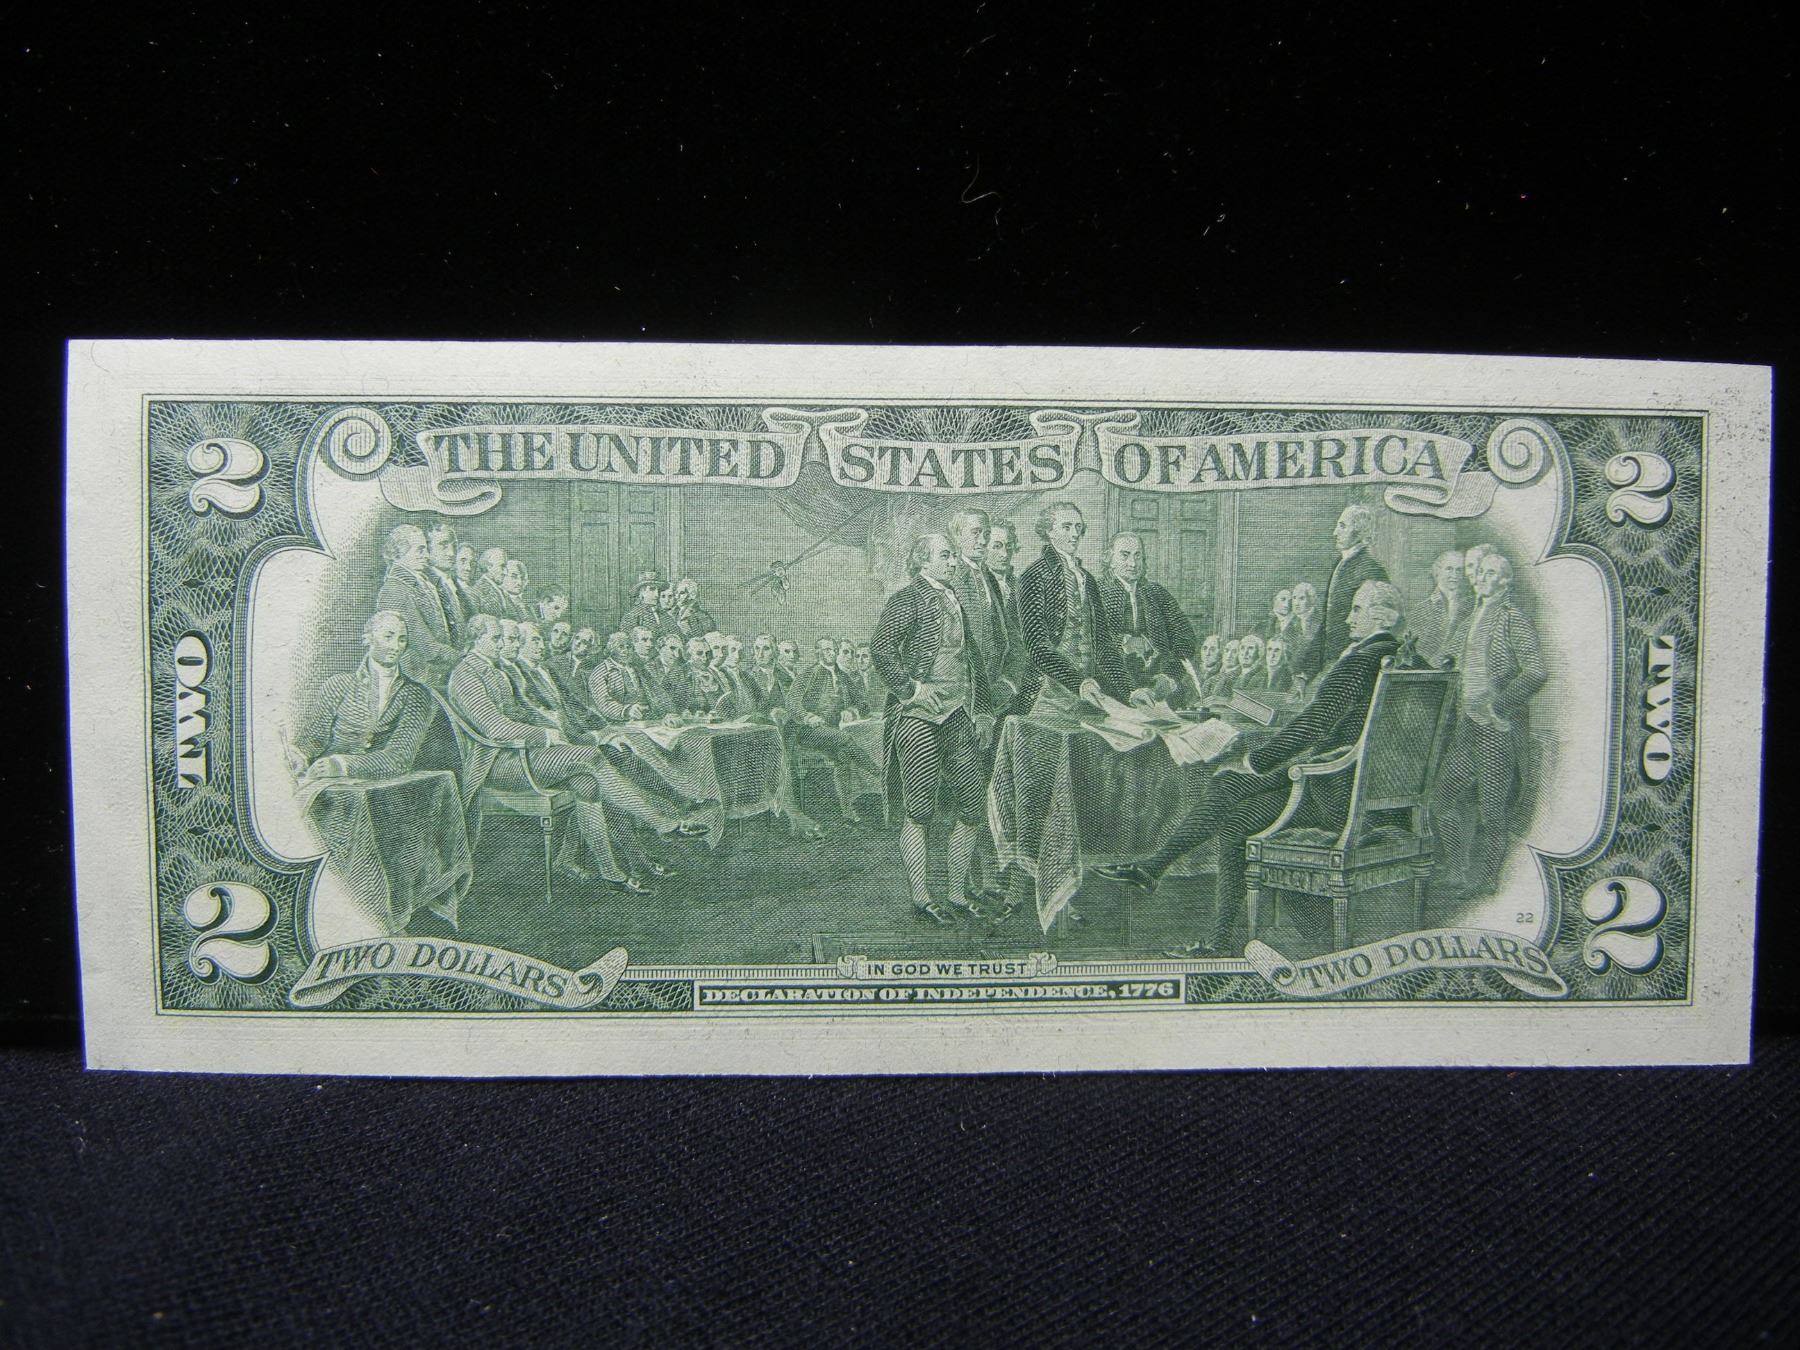 2 THE UNITED STATES OF AMERICA 2
TWO TWO
22
2 TWO DOLLARS IN GOD WE TRUST TWO DOLLARS 2
DECLARATION OF INDEPENDENCE, 1776